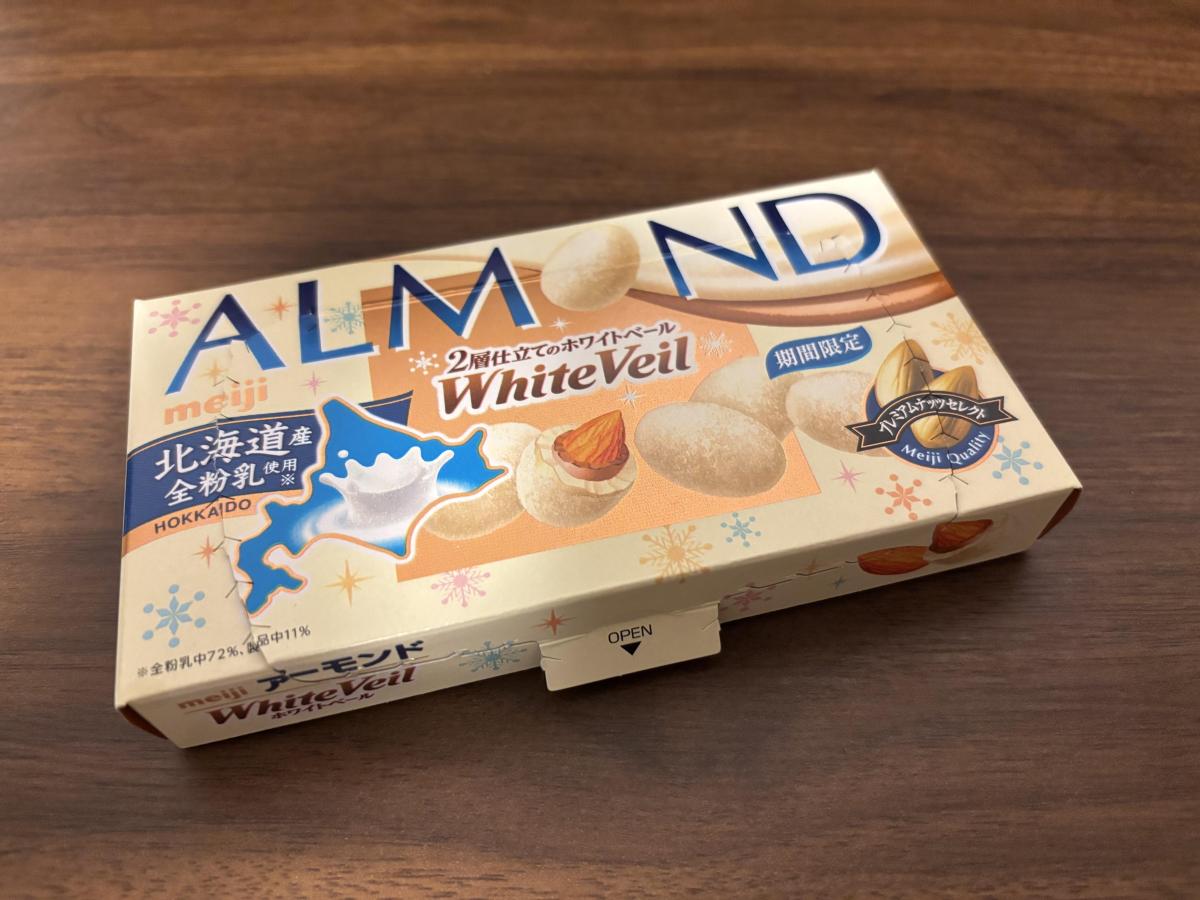 ALMOND
meiji
2層仕立てのホワイトベール
WhiteVeil
期間限定
プレミアムナッツセレクト
Meiji Quality
北海道産
全粉乳使用※
HOKKAIDO
※全粉乳中72%、製品中11%
OPEN
meiji アーモンド
WhiteVeil
ホワイトベール